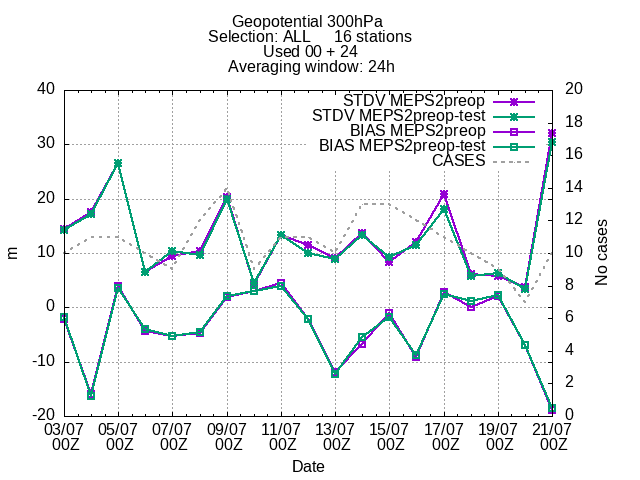 Geopotential 300hPa
Selection: ALL 16 stations
Used 00 + 24
Averaging window: 24h
40
30
20
10
0
-10
-20
m
20
18
16
14
12
10
8
6
4
2
0
No cases
STDV MEPS2preop
STDV MEPS2preop-test
BIAS MEPS2preop
BIAS MEPS2preop-test
CASES
03/07 05/07 07/07 09/07 11/07 13/07 15/07 17/07 19/07 21/07
00Z 00Z 00Z 00Z 00Z 00Z 00Z 00Z 00Z 00Z
Date